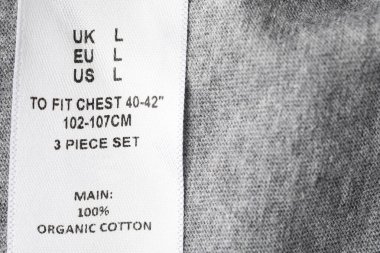 UK L
EU L
US L
TO FIT CHEST 40-42"
102-107CM
3 PIECE SET
MAIN:
100%
ORGANIC COTTON